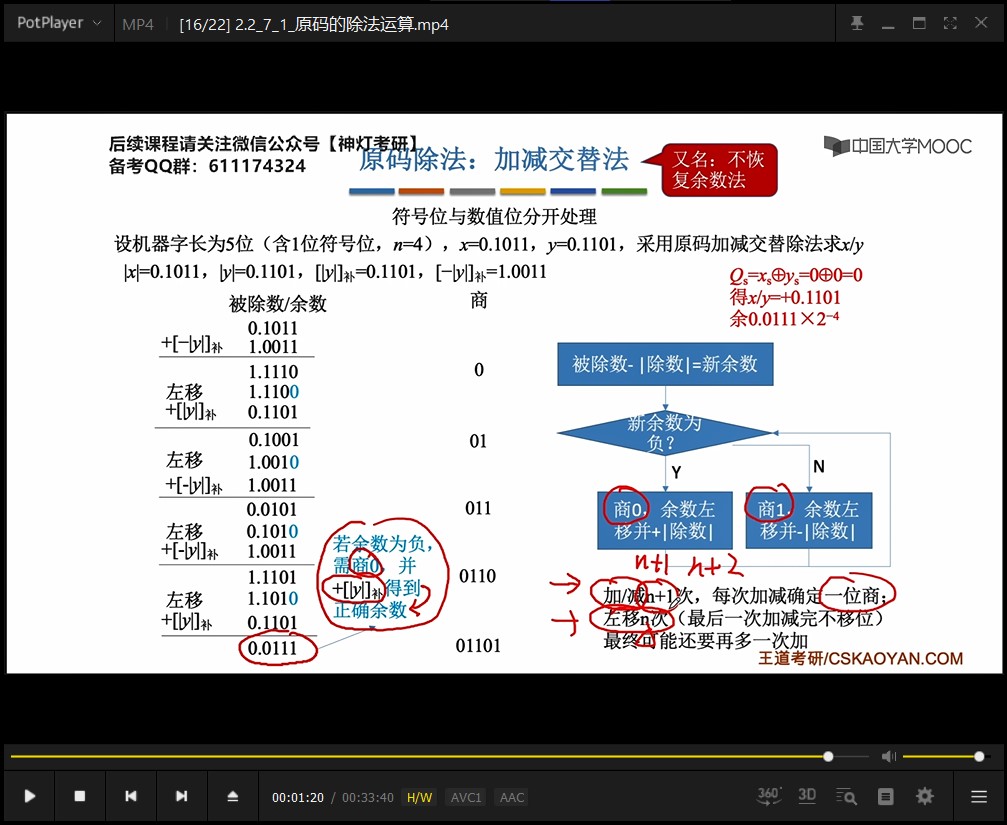 PotPlayer MP4 [16/22] 2.2_7_1_原码的除法运算.mp4
后续课程请关注微信公众号【神灯考研】
备考QQ群：611174324
原码除法：加减交替法
又名：不恢
复余数法
中国大学MOOC
符号位与数值位分开处理
设机器字长为5位（含1位符号位，n=4），x=0.1011，y=0.1101，采用原码加减交替除法求x/y
|x|=0.1011，|y|=0.1101，[|y|]补=0.1101，[−|y|]补=1.0011
Qs=xs⊕ys=0⊕0=0
得x/y=+0.1101
余0.0111×2⁻⁴
被除数/余数 商
0.1011
+[−|y|]补 1.0011
1.1110 0
左移 1.1100
+[|y|]补 0.1101
0.1001 01
左移 1.0010
+[-|y|]补 1.0011
0.0101 011
左移 0.1010
+[-|y|]补 1.0011
1.1101 0110
左移 1.1010
+[|y|]补 0.1101
0.0111 01101
若余数为负，
需商0，并
+[|y|]补得到
正确余数
被除数- |除数|=新余数
新余数为
负？
Y
N
商0，余数左
移并+|除数|
商1，余数左
移并-|除数|
n+1 n+2
加/减n+1次，每次加减确定一位商；
左移n次（最后一次加减完不移位）
最终可能还要再多一次加
王道考研/CSKAOYAN.COM
00:01:20 / 00:33:40 H/W AVC1 AAC
360° 3D